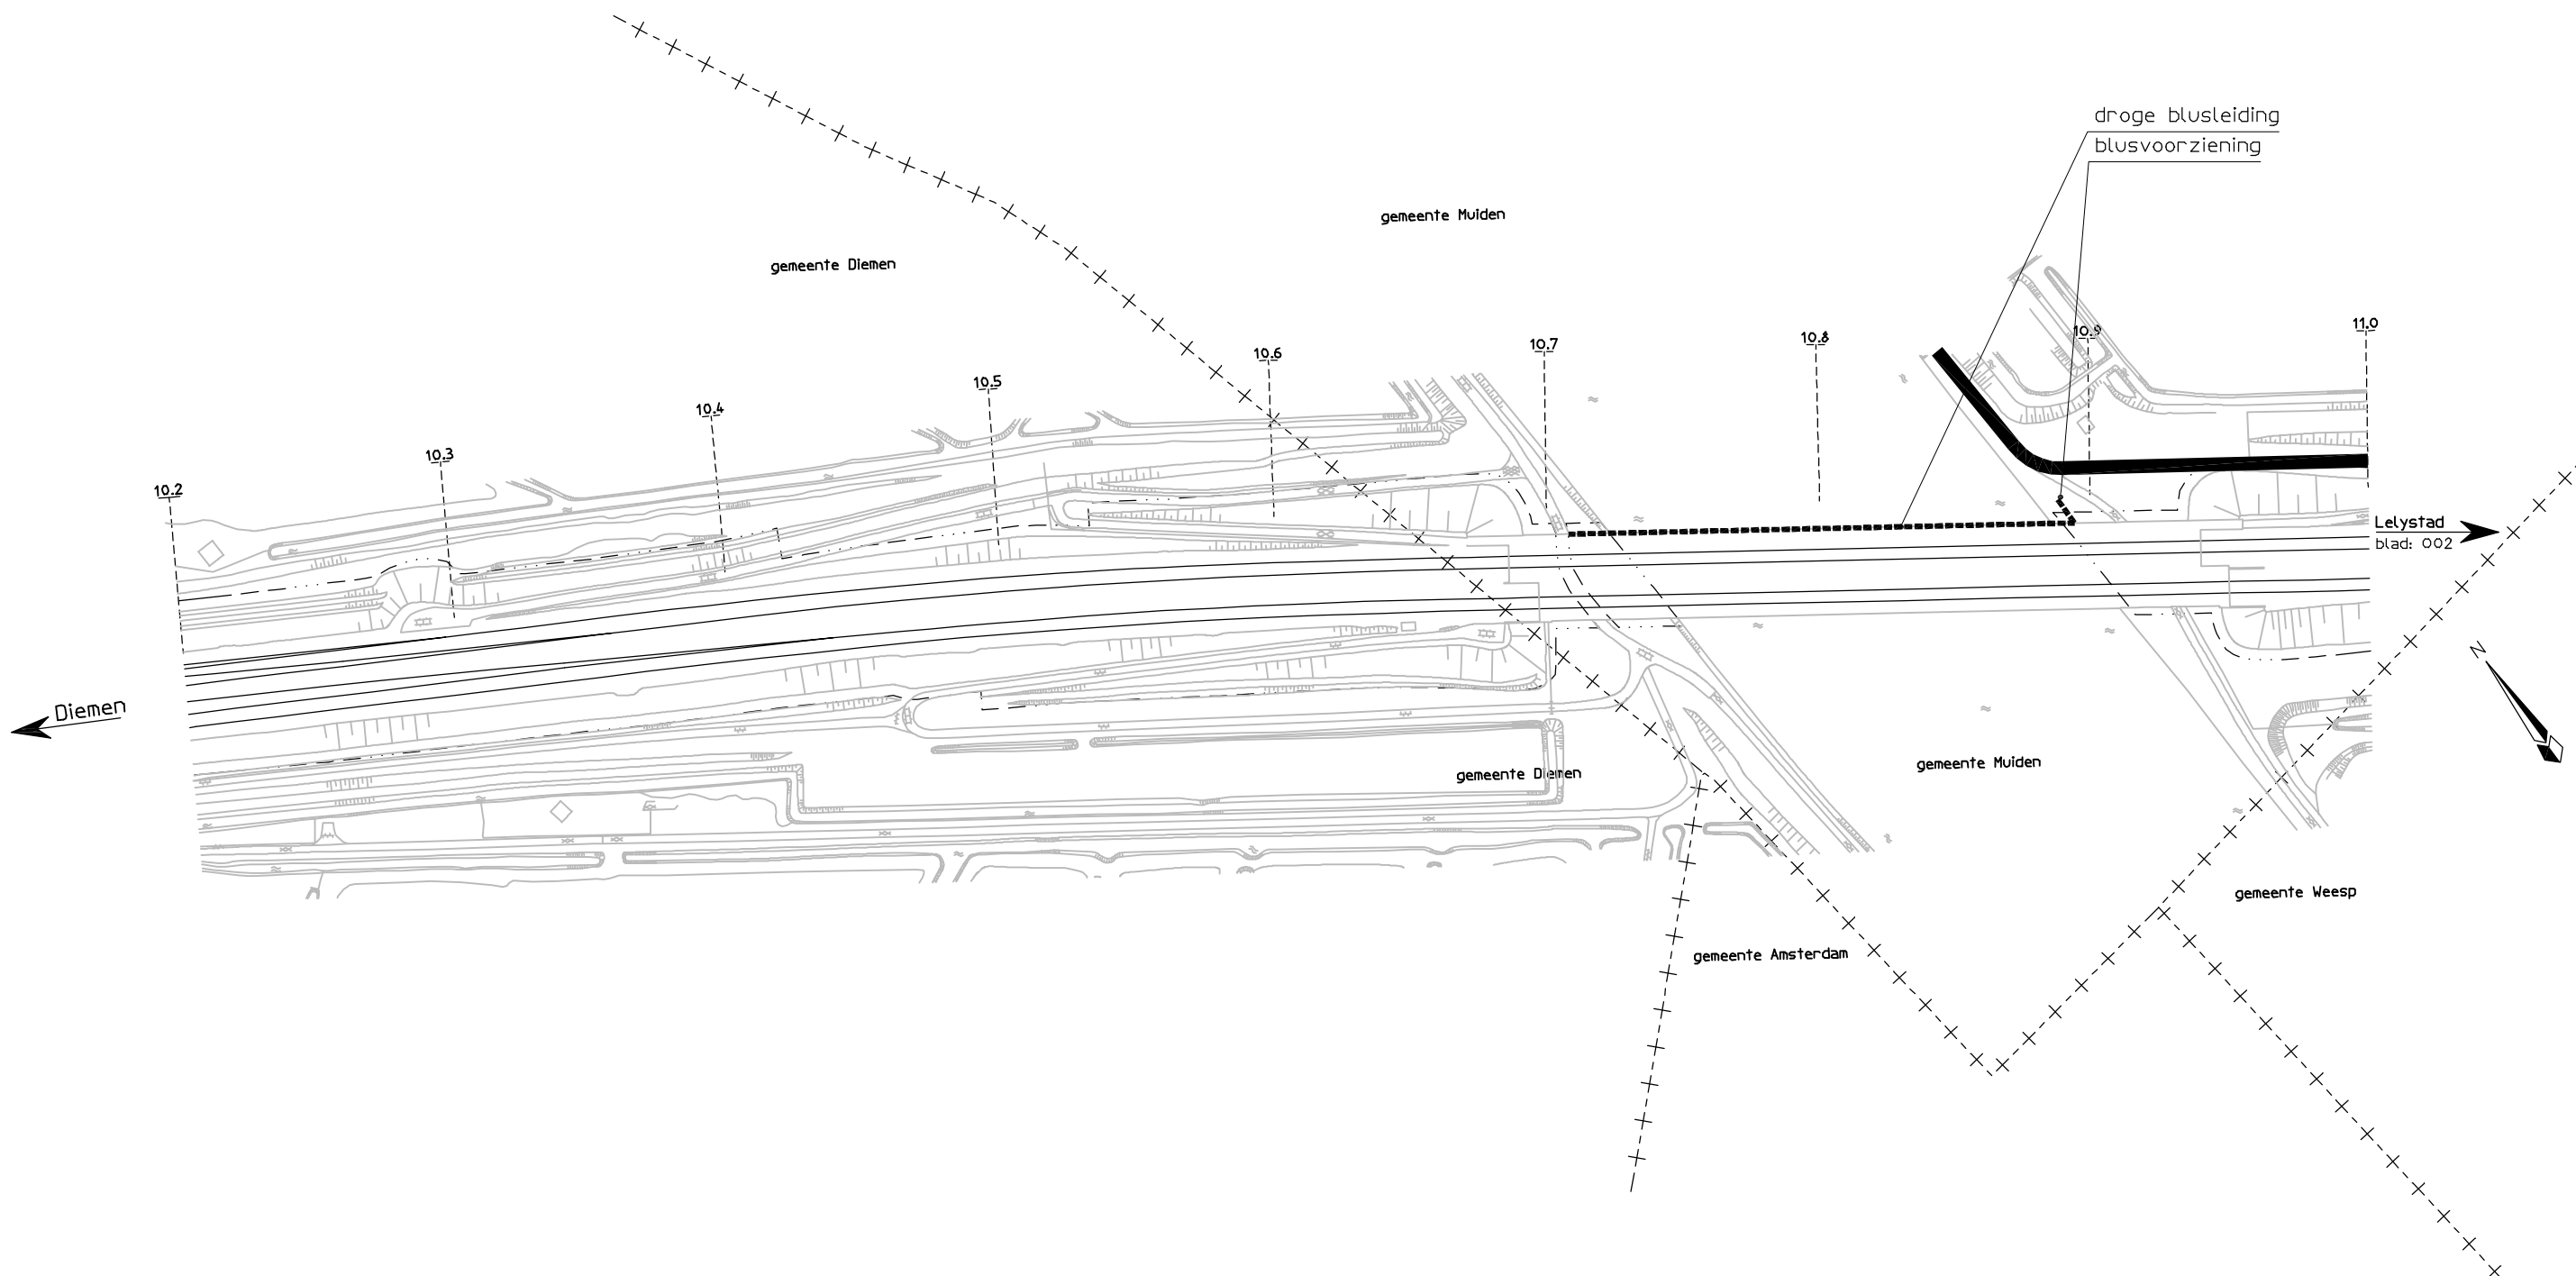 droge blusleiding
blusvoorziening
gemeente Muiden
gemeente Diemen
10.9
11.0
10.8
10.7
10.6
10.5
10.4
10.3
10.2
Lelystad
blad: 002
N
Diemen
gemeente Diemen
gemeente Muiden
gemeente Weesp
gemeente Amsterdam